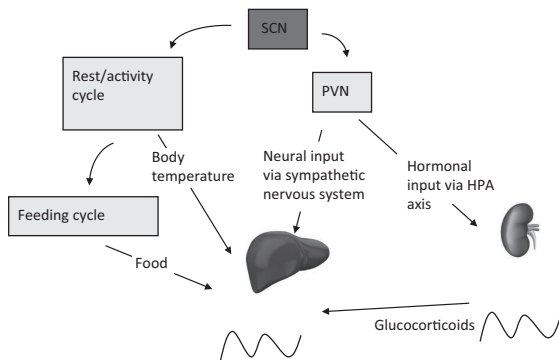 SCN
Rest/activity
cycle
PVN
Body
temperature
Neural input
via sympathetic
nervous system
Hormonal
input via HPA
axis
Feeding cycle
Food
Glucocorticoids